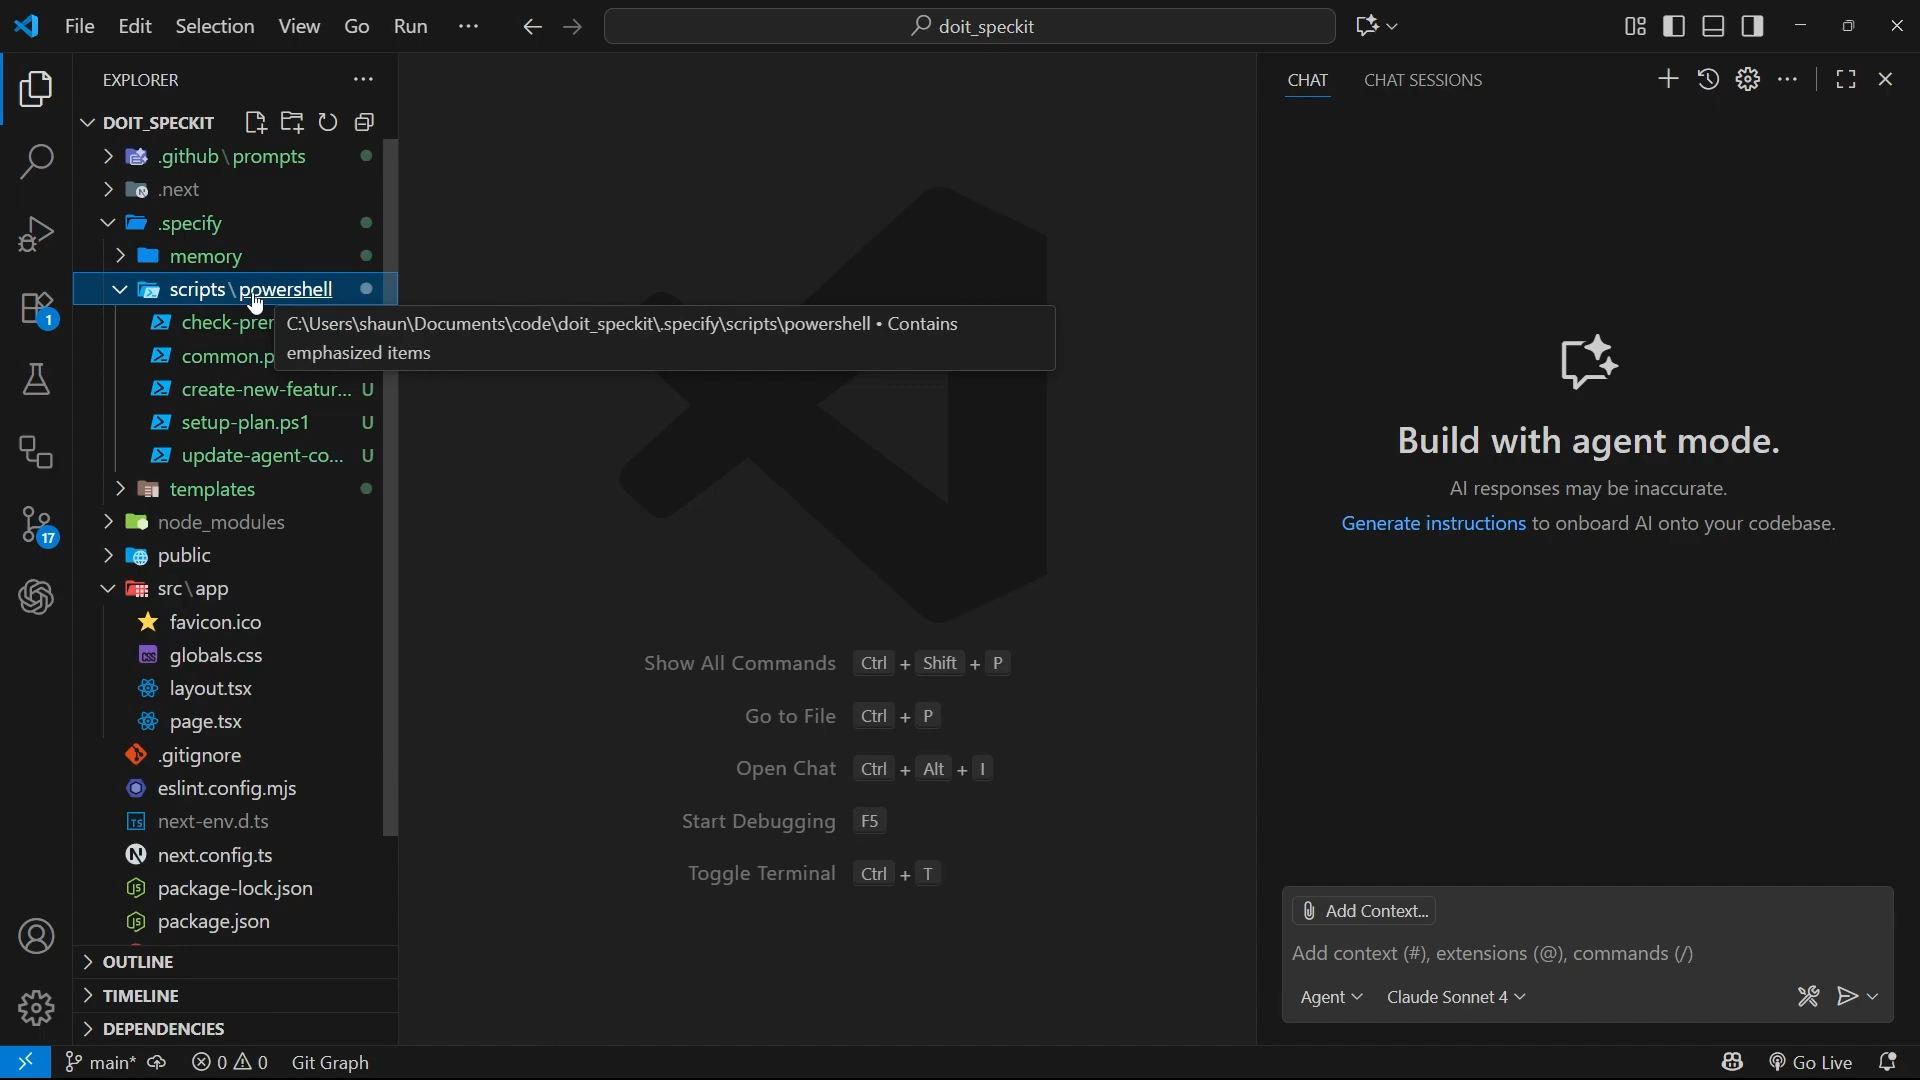 File Edit Selection View Go Run ···
doit_speckit
EXPLORER
DOIT_SPECKIT
.github\prompts
.next
.specify
memory
scripts\powershell
C:\Users\shaun\Documents\code\doit_speckit\.specify\scripts\powershell • Contains
emphasized items
check-prer
common.p
create-new-featur... U
setup-plan.ps1 U
update-agent-co... U
templates
node_modules
public
src\app
favicon.ico
globals.css
layout.tsx
page.tsx
.gitignore
eslint.config.mjs
next-env.d.ts
next.config.ts
package-lock.json
package.json
OUTLINE
TIMELINE
DEPENDENCIES
1
17
Show All Commands Ctrl + Shift + P
Go to File Ctrl + P
Open Chat Ctrl + Alt + I
Start Debugging F5
Toggle Terminal Ctrl + T
CHAT CHAT SESSIONS
Build with agent mode.
AI responses may be inaccurate.
Generate instructions to onboard AI onto your codebase.
Add Context...
Add context (#), extensions (@), commands (/)
Agent Claude Sonnet 4
main* 0 0 Git Graph
Go Live